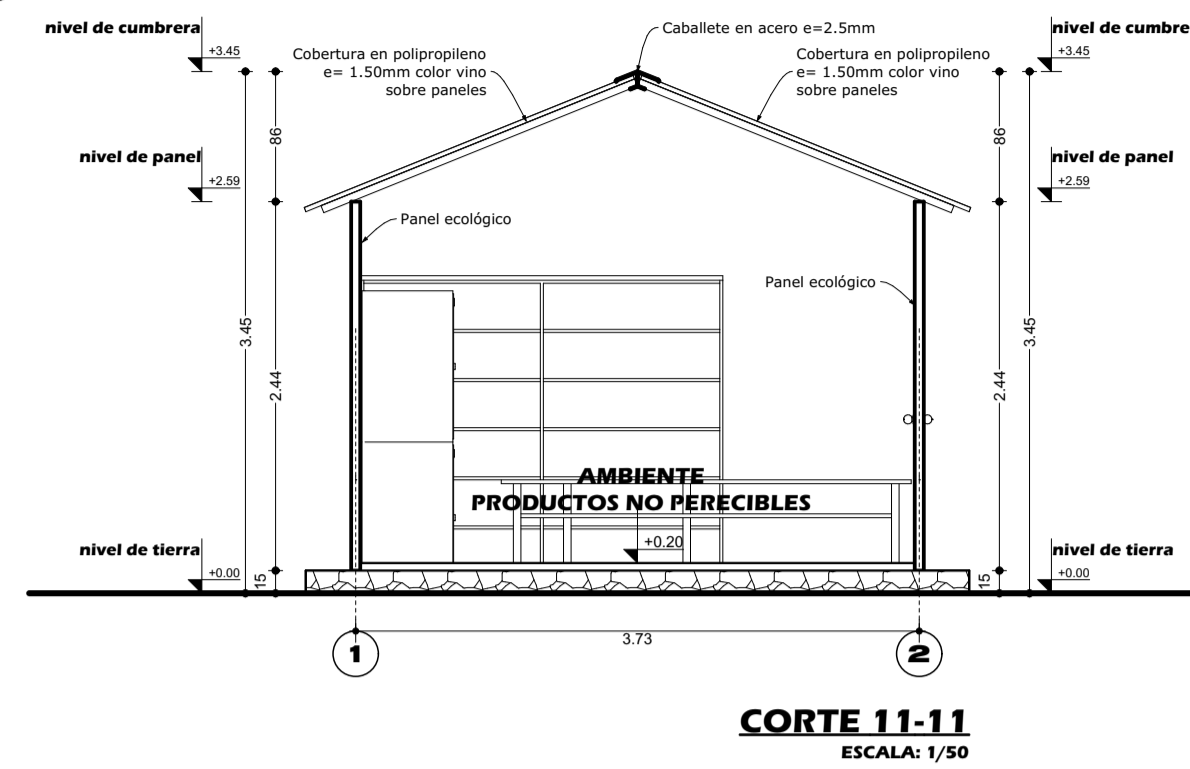 nivel de cumbrera
+3.45
Caballete en acero e=2.5mm
nivel de cumbre
+3.45
Cobertura en polipropileno
e= 1.50mm color vino
sobre paneles
Cobertura en polipropileno
e= 1.50mm color vino
sobre paneles
86
86
nivel de panel
+2.59
nivel de panel
+2.59
Panel ecológico
Panel ecológico
3.45
2.44
2.44
3.45
AMBIENTE
PRODUCTOS NO PERECIBLES
+0.20
nivel de tierra
+0.00
15
15
nivel de tierra
+0.00
1
3.73
2
CORTE 11-11
ESCALA: 1/50